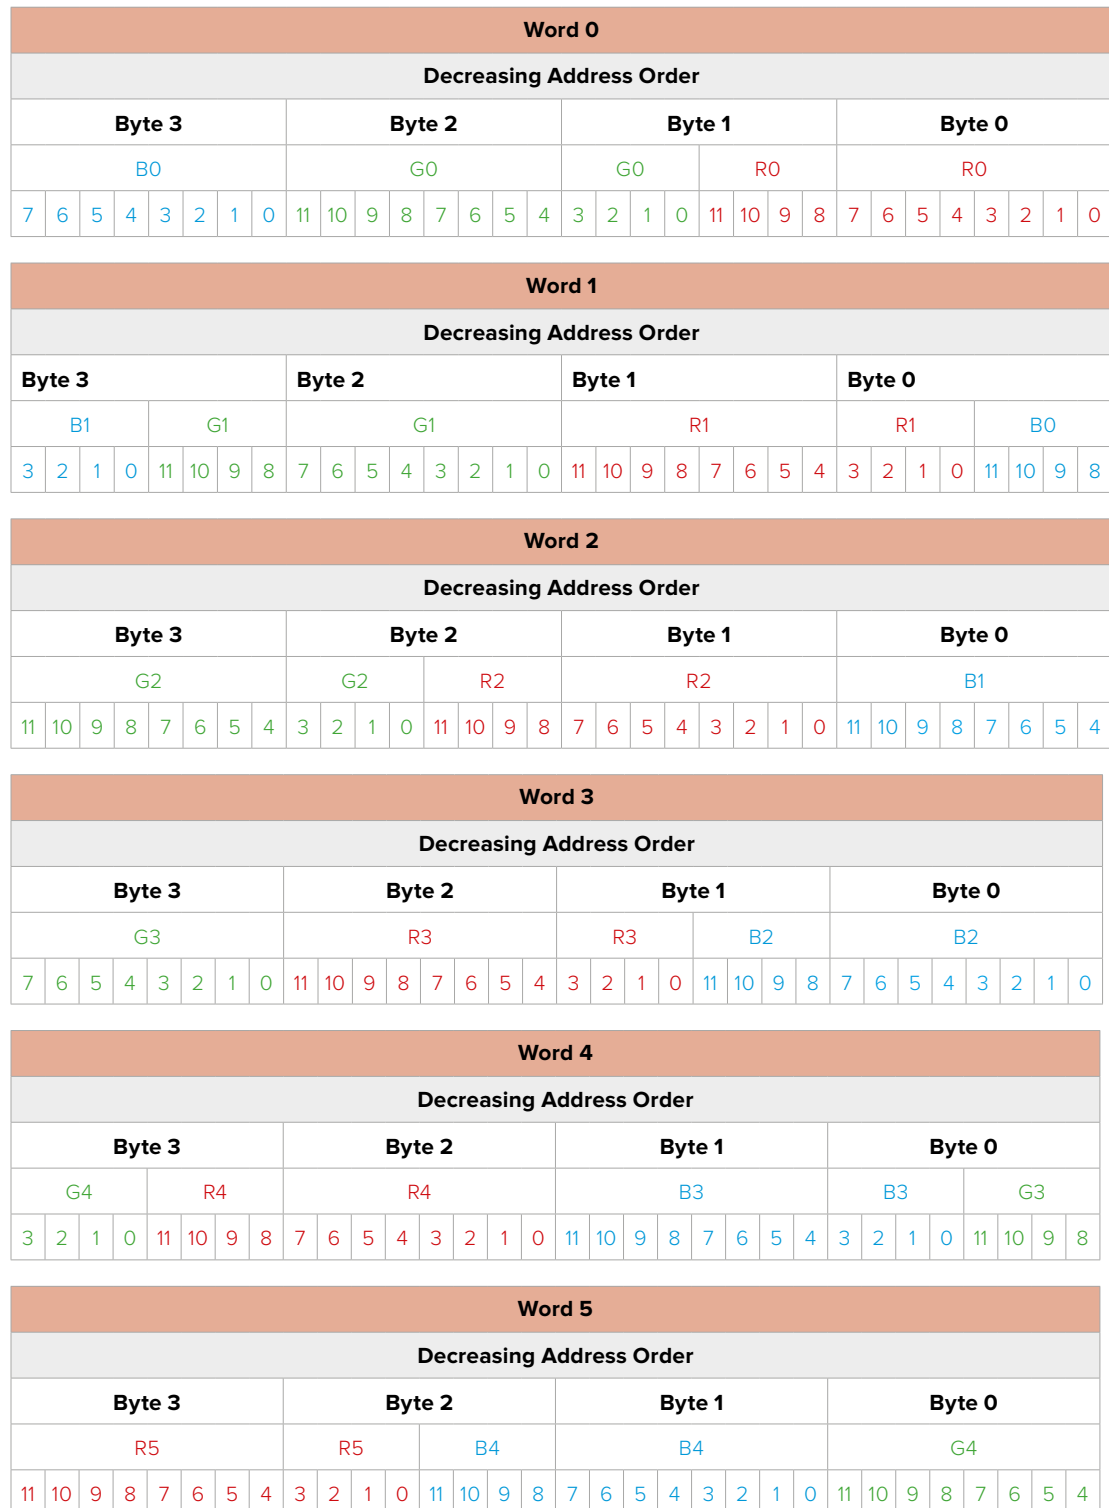 Word 0
Decreasing Address Order
Byte 3 Byte 2 Byte 1 Byte 0
B0 G0 G0 R0 R0
7 6 5 4 3 2 1 0 11 10 9 8 7 6 5 4 3 2 1 0 11 10 9 8 7 6 5 4 3 2 1 0
Word 1
Decreasing Address Order
Byte 3 Byte 2 Byte 1 Byte 0
B1 G1 G1 R1 R1 B0
3 2 1 0 11 10 9 8 7 6 5 4 3 2 1 0 11 10 9 8 7 6 5 4 3 2 1 0 11 10 9 8
Word 2
Decreasing Address Order
Byte 3 Byte 2 Byte 1 Byte 0
G2 G2 R2 R2 B1
11 10 9 8 7 6 5 4 3 2 1 0 11 10 9 8 7 6 5 4 3 2 1 0 11 10 9 8 7 6 5 4
Word 3
Decreasing Address Order
Byte 3 Byte 2 Byte 1 Byte 0
G3 R3 R3 B2 B2
7 6 5 4 3 2 1 0 11 10 9 8 7 6 5 4 3 2 1 0 11 10 9 8 7 6 5 4 3 2 1 0
Word 4
Decreasing Address Order
Byte 3 Byte 2 Byte 1 Byte 0
G4 R4 R4 B3 B3 G3
3 2 1 0 11 10 9 8 7 6 5 4 3 2 1 0 11 10 9 8 7 6 5 4 3 2 1 0 11 10 9 8
Word 5
Decreasing Address Order
Byte 3 Byte 2 Byte 1 Byte 0
R5 R5 B4 B4 G4
11 10 9 8 7 6 5 4 3 2 1 0 11 10 9 8 7 6 5 4 3 2 1 0 11 10 9 8 7 6 5 4